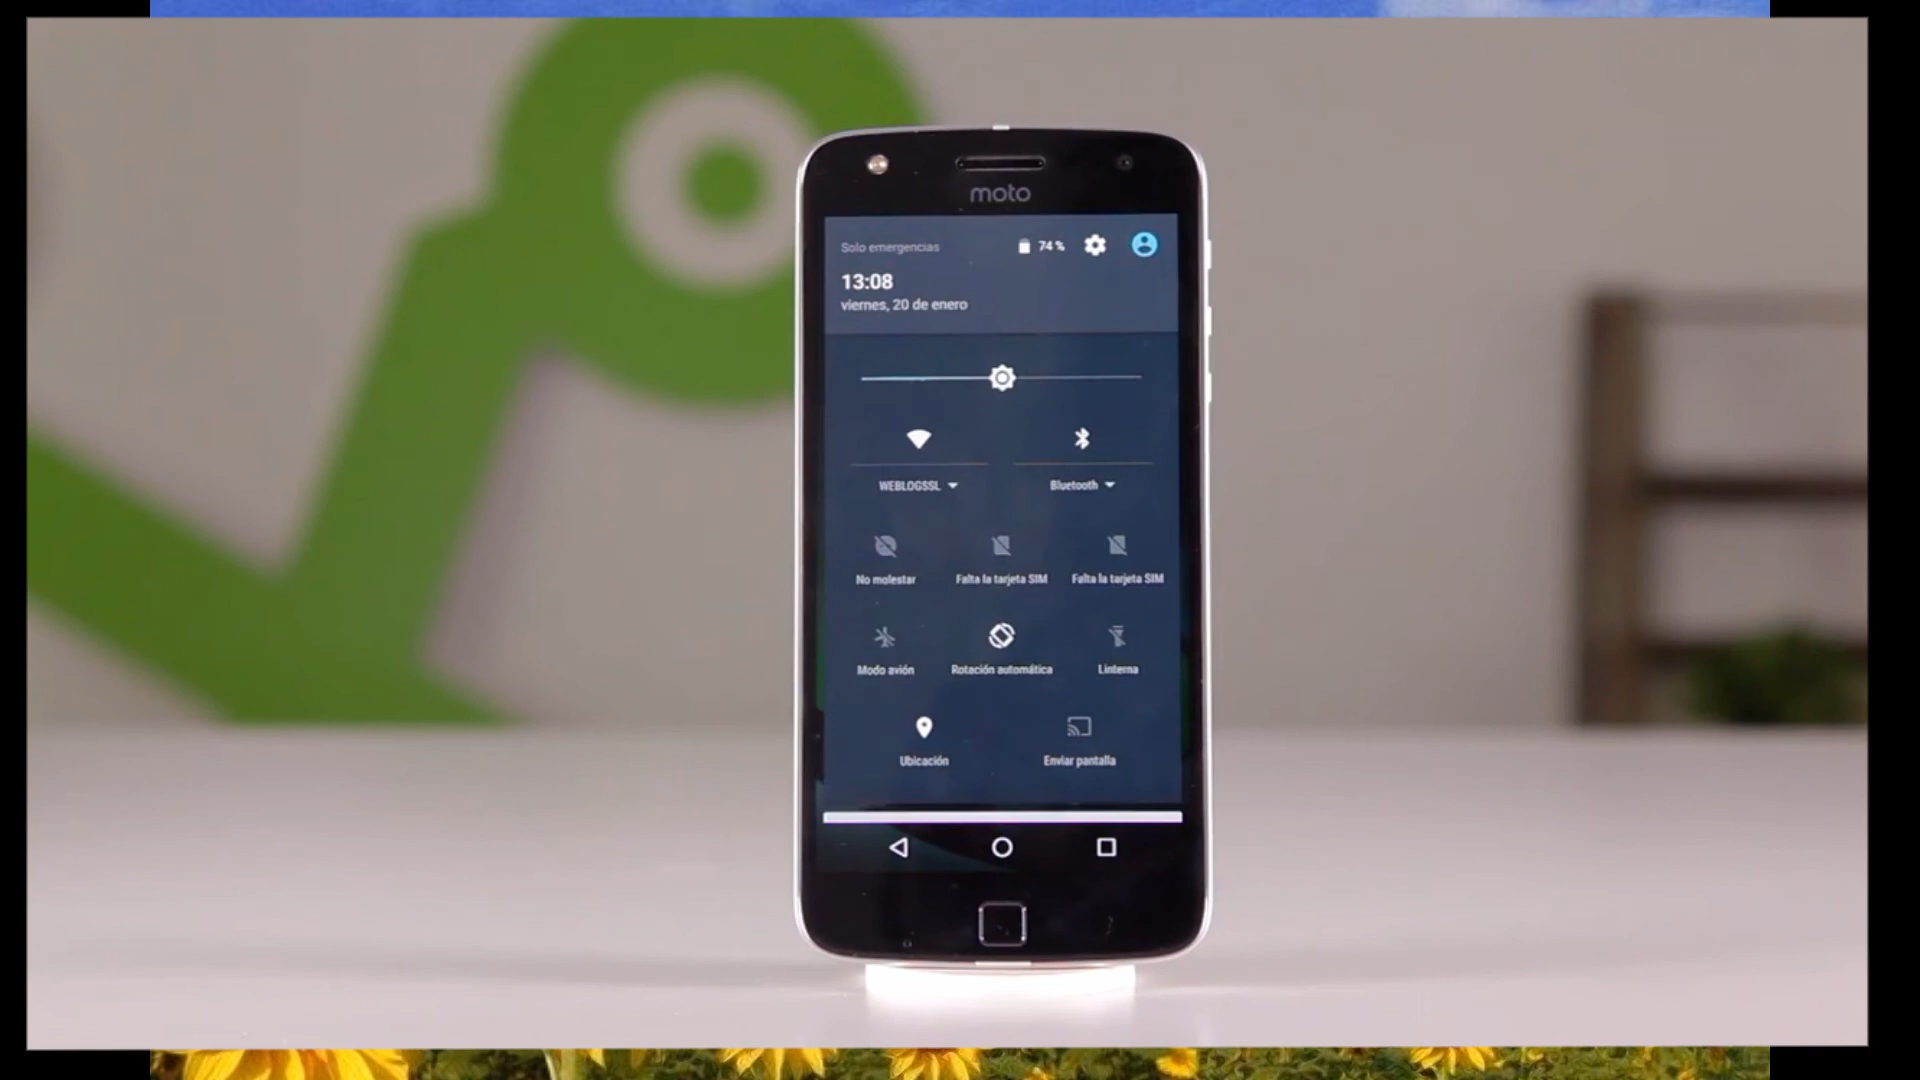 moto
Solo emergencias 74 %
13:08
viernes, 20 de enero
WEBLOGSSL Bluetooth
No molestar Falta la tarjeta SIM Falta la tarjeta SIM
Modo avión Rotación automática Linterna
Ubicación Enviar pantalla